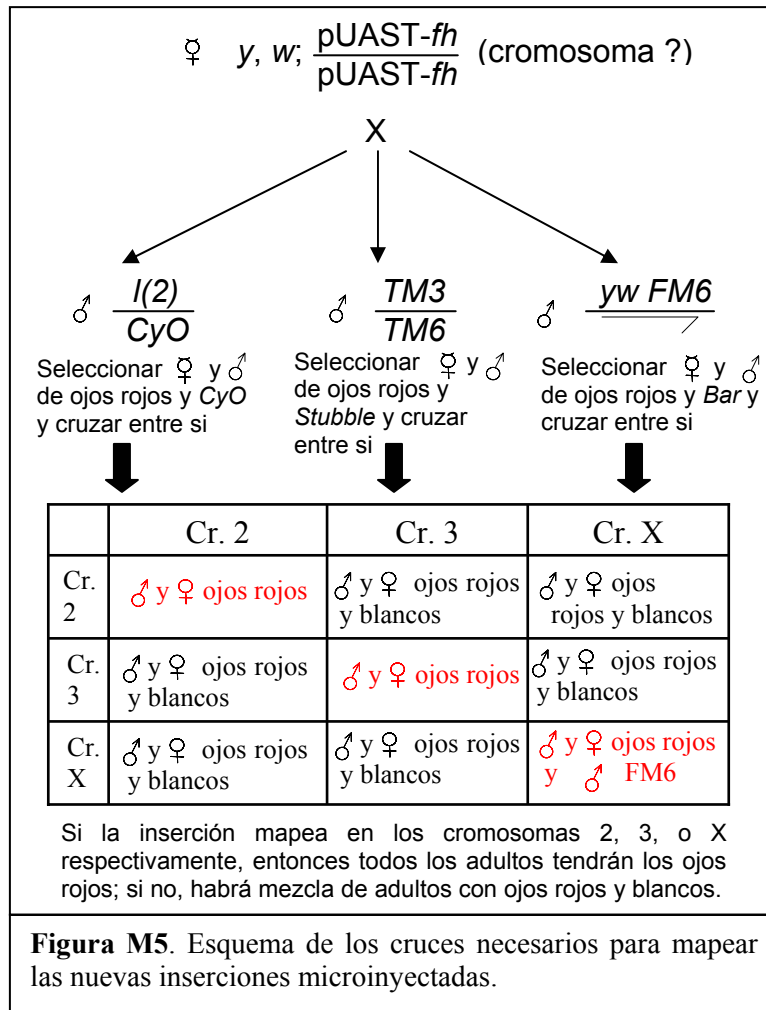 ☿ y, w; pUAST-fh (cromosoma ?)
pUAST-fh
X
♂ l(2)
CyO
Seleccionar ☿ y ♂
de ojos rojos y CyO
y cruzar entre si
♂ TM3
TM6
Seleccionar ☿ y ♂
de ojos rojos y
Stubble y cruzar
entre si
♂ yw FM6
Seleccionar ☿ y ♂
de ojos rojos y Bar y
cruzar entre si
Cr. 2
Cr. 3
Cr. X
Cr.
2
♂ y ♀ ojos rojos
♂ y ♀ ojos rojos
y blancos
♂ y ♀ ojos
rojos y blancos
Cr.
3
♂ y ♀ ojos rojos
y blancos
♂ y ♀ ojos rojos
♂ y ♀ ojos rojos
y blancos
Cr.
X
♂ y ♀ ojos rojos
y blancos
♂ y ♀ ojos rojos
y blancos
♂ y ♀ ojos rojos
y ♂ FM6
Si la inserción mapea en los cromosomas 2, 3, o X
respectivamente, entonces todos los adultos tendrán los ojos
rojos; si no, habrá mezcla de adultos con ojos rojos y blancos.
Figura M5. Esquema de los cruces necesarios para mapear
las nuevas inserciones microinyectadas.